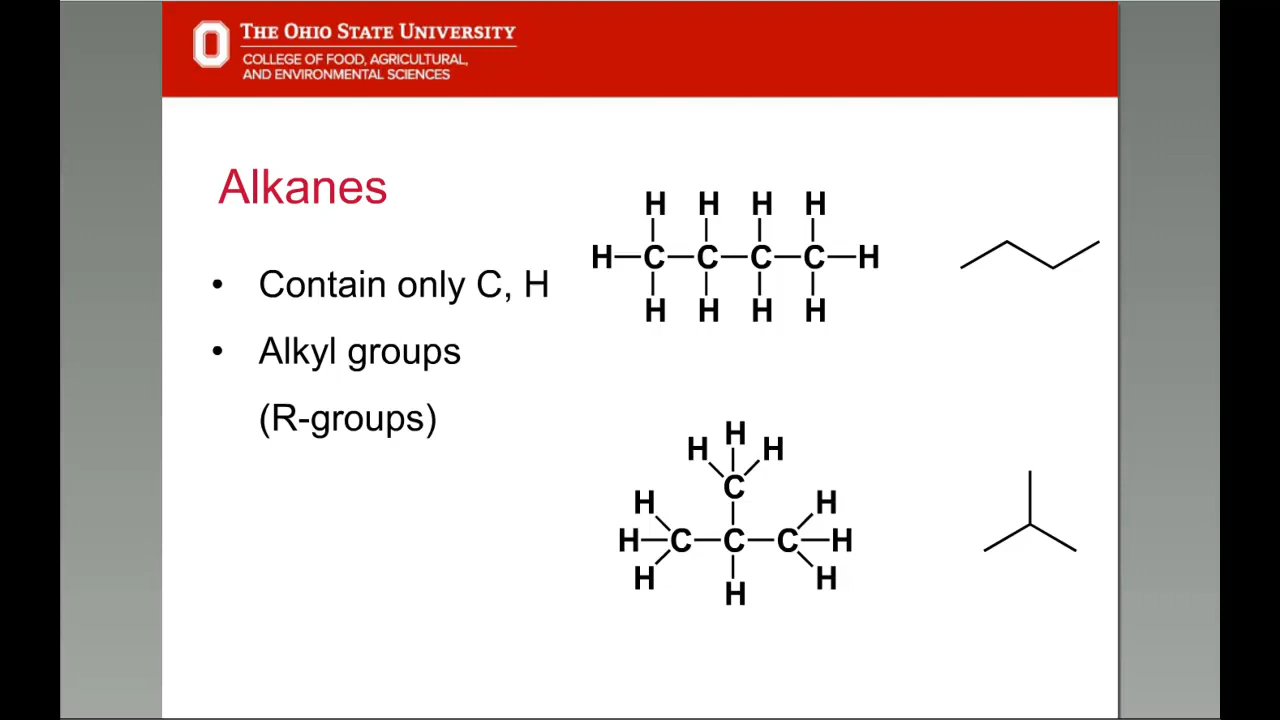 THE OHIO STATE UNIVERSITY
COLLEGE OF FOOD, AGRICULTURAL,
AND ENVIRONMENTAL SCIENCES
Alkanes
• Contain only C, H
• Alkyl groups
(R-groups)
H H H H
H C C C C H
H H H H
H H H
C
H H
H C C C H
H H H